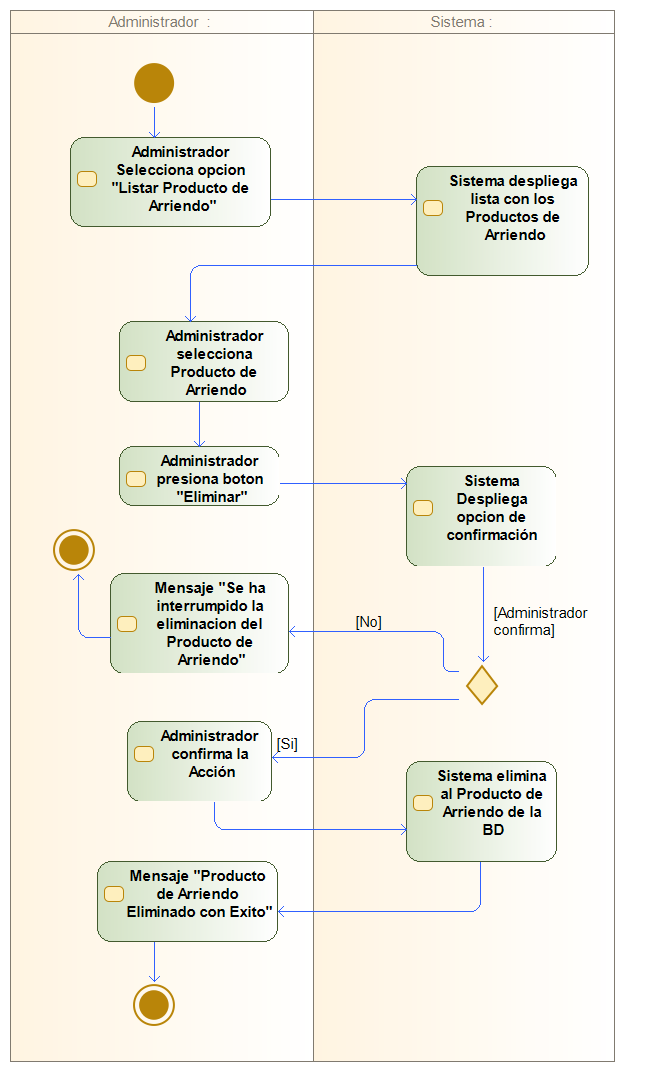 Administrador :
Sistema :
Administrador
Selecciona opcion
"Listar Producto de
Arriendo"
Sistema despliega
lista con los
Productos de
Arriendo
Administrador
selecciona
Producto de
Arriendo
Administrador
presiona boton
"Eliminar"
Sistema
Despliega
opcion de
confirmación
[Administrador
confirma]
[No]
Mensaje "Se ha
interrumpido la
eliminacion del
Producto de
Arriendo"
[Si]
Administrador
confirma la
Acción
Sistema elimina
al Producto de
Arriendo de la
BD
Mensaje "Producto
de Arriendo
Eliminado con Exito"